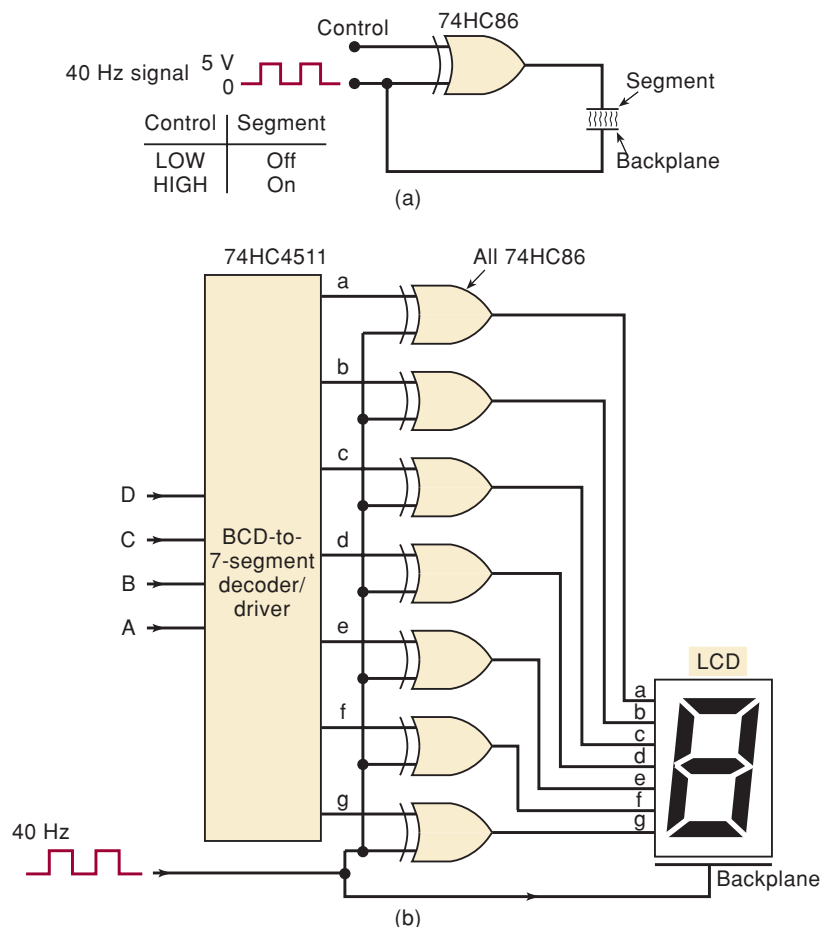 74HC86
Control
40 Hz signal
5 V
0
Segment
Backplane
Control Segment
LOW Off
HIGH On
(a)
74HC4511
All 74HC86
a
b
c
d
e
f
g
D
C
B
A
BCD-to-
7-segment
decoder/
driver
LCD
a
b
c
d
e
f
g
40 Hz
Backplane
(b)